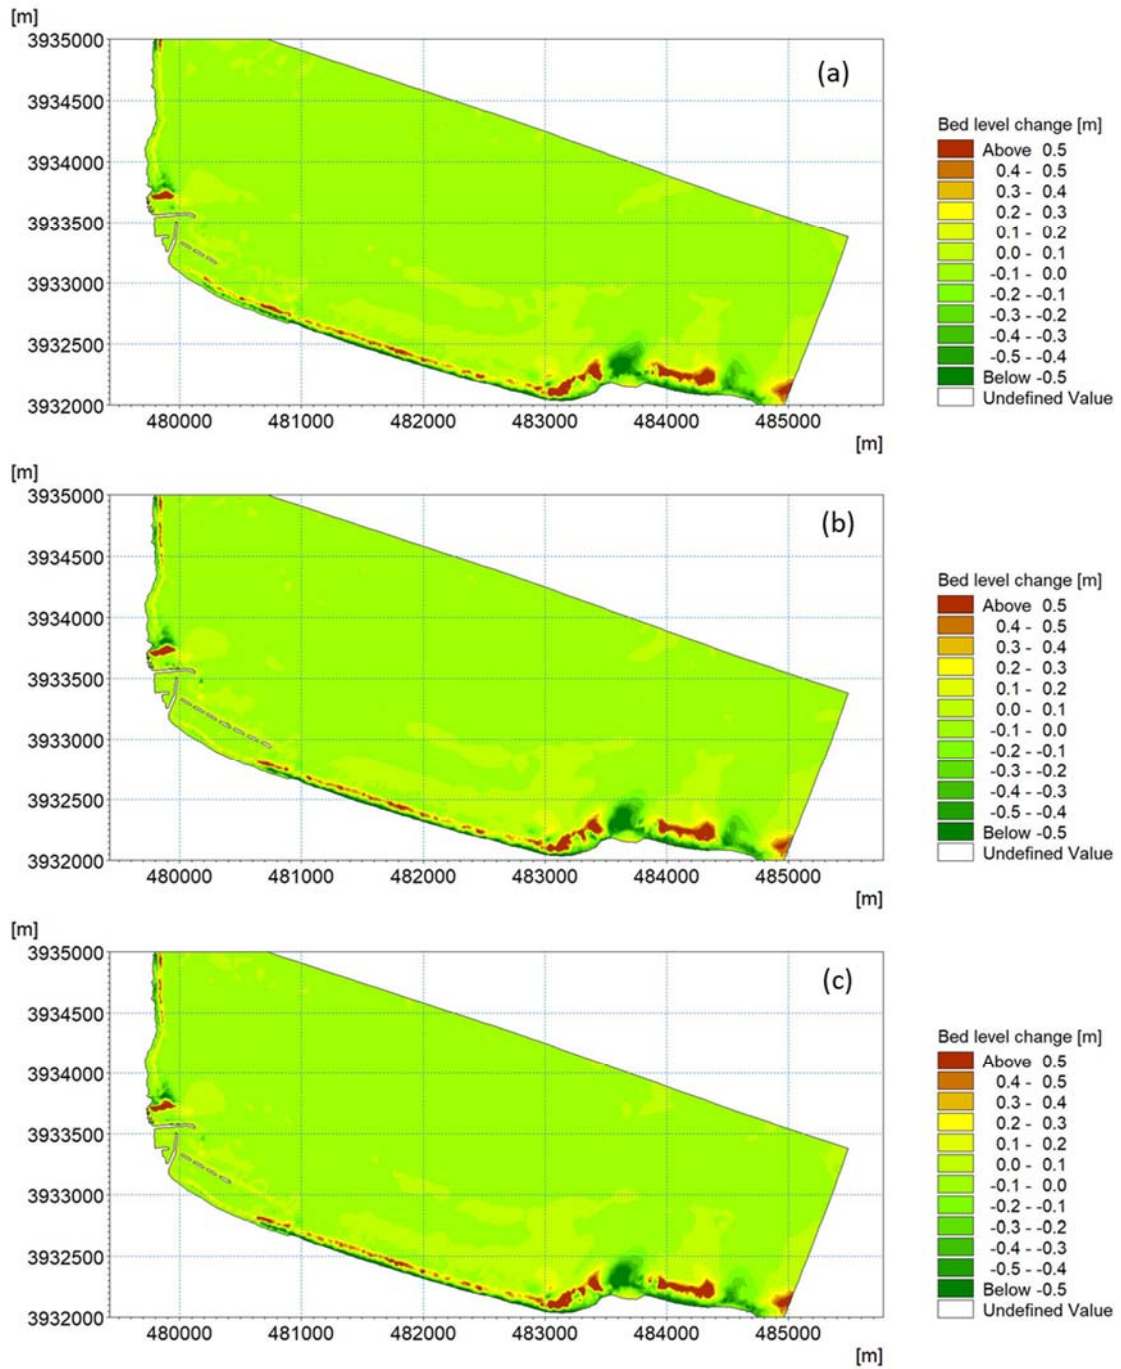 [m]
3935000
(a)
3934500
3934000
3933500
3933000
3932500
3932000
480000 481000 482000 483000 484000 485000
[m]
Bed level change [m]
Above 0.5
0.4 - 0.5
0.3 - 0.4
0.2 - 0.3
0.1 - 0.2
0.0 - 0.1
-0.1 - 0.0
-0.2 - -0.1
-0.3 - -0.2
-0.4 - -0.3
-0.5 - -0.4
Below -0.5
Undefined Value
[m]
3935000
(b)
3934500
3934000
3933500
3933000
3932500
3932000
480000 481000 482000 483000 484000 485000
[m]
Bed level change [m]
Above 0.5
0.4 - 0.5
0.3 - 0.4
0.2 - 0.3
0.1 - 0.2
0.0 - 0.1
-0.1 - 0.0
-0.2 - -0.1
-0.3 - -0.2
-0.4 - -0.3
-0.5 - -0.4
Below -0.5
Undefined Value
[m]
3935000
(c)
3934500
3934000
3933500
3933000
3932500
3932000
480000 481000 482000 483000 484000 485000
[m]
Bed level change [m]
Above 0.5
0.4 - 0.5
0.3 - 0.4
0.2 - 0.3
0.1 - 0.2
0.0 - 0.1
-0.1 - 0.0
-0.2 - -0.1
-0.3 - -0.2
-0.4 - -0.3
-0.5 - -0.4
Below -0.5
Undefined Value